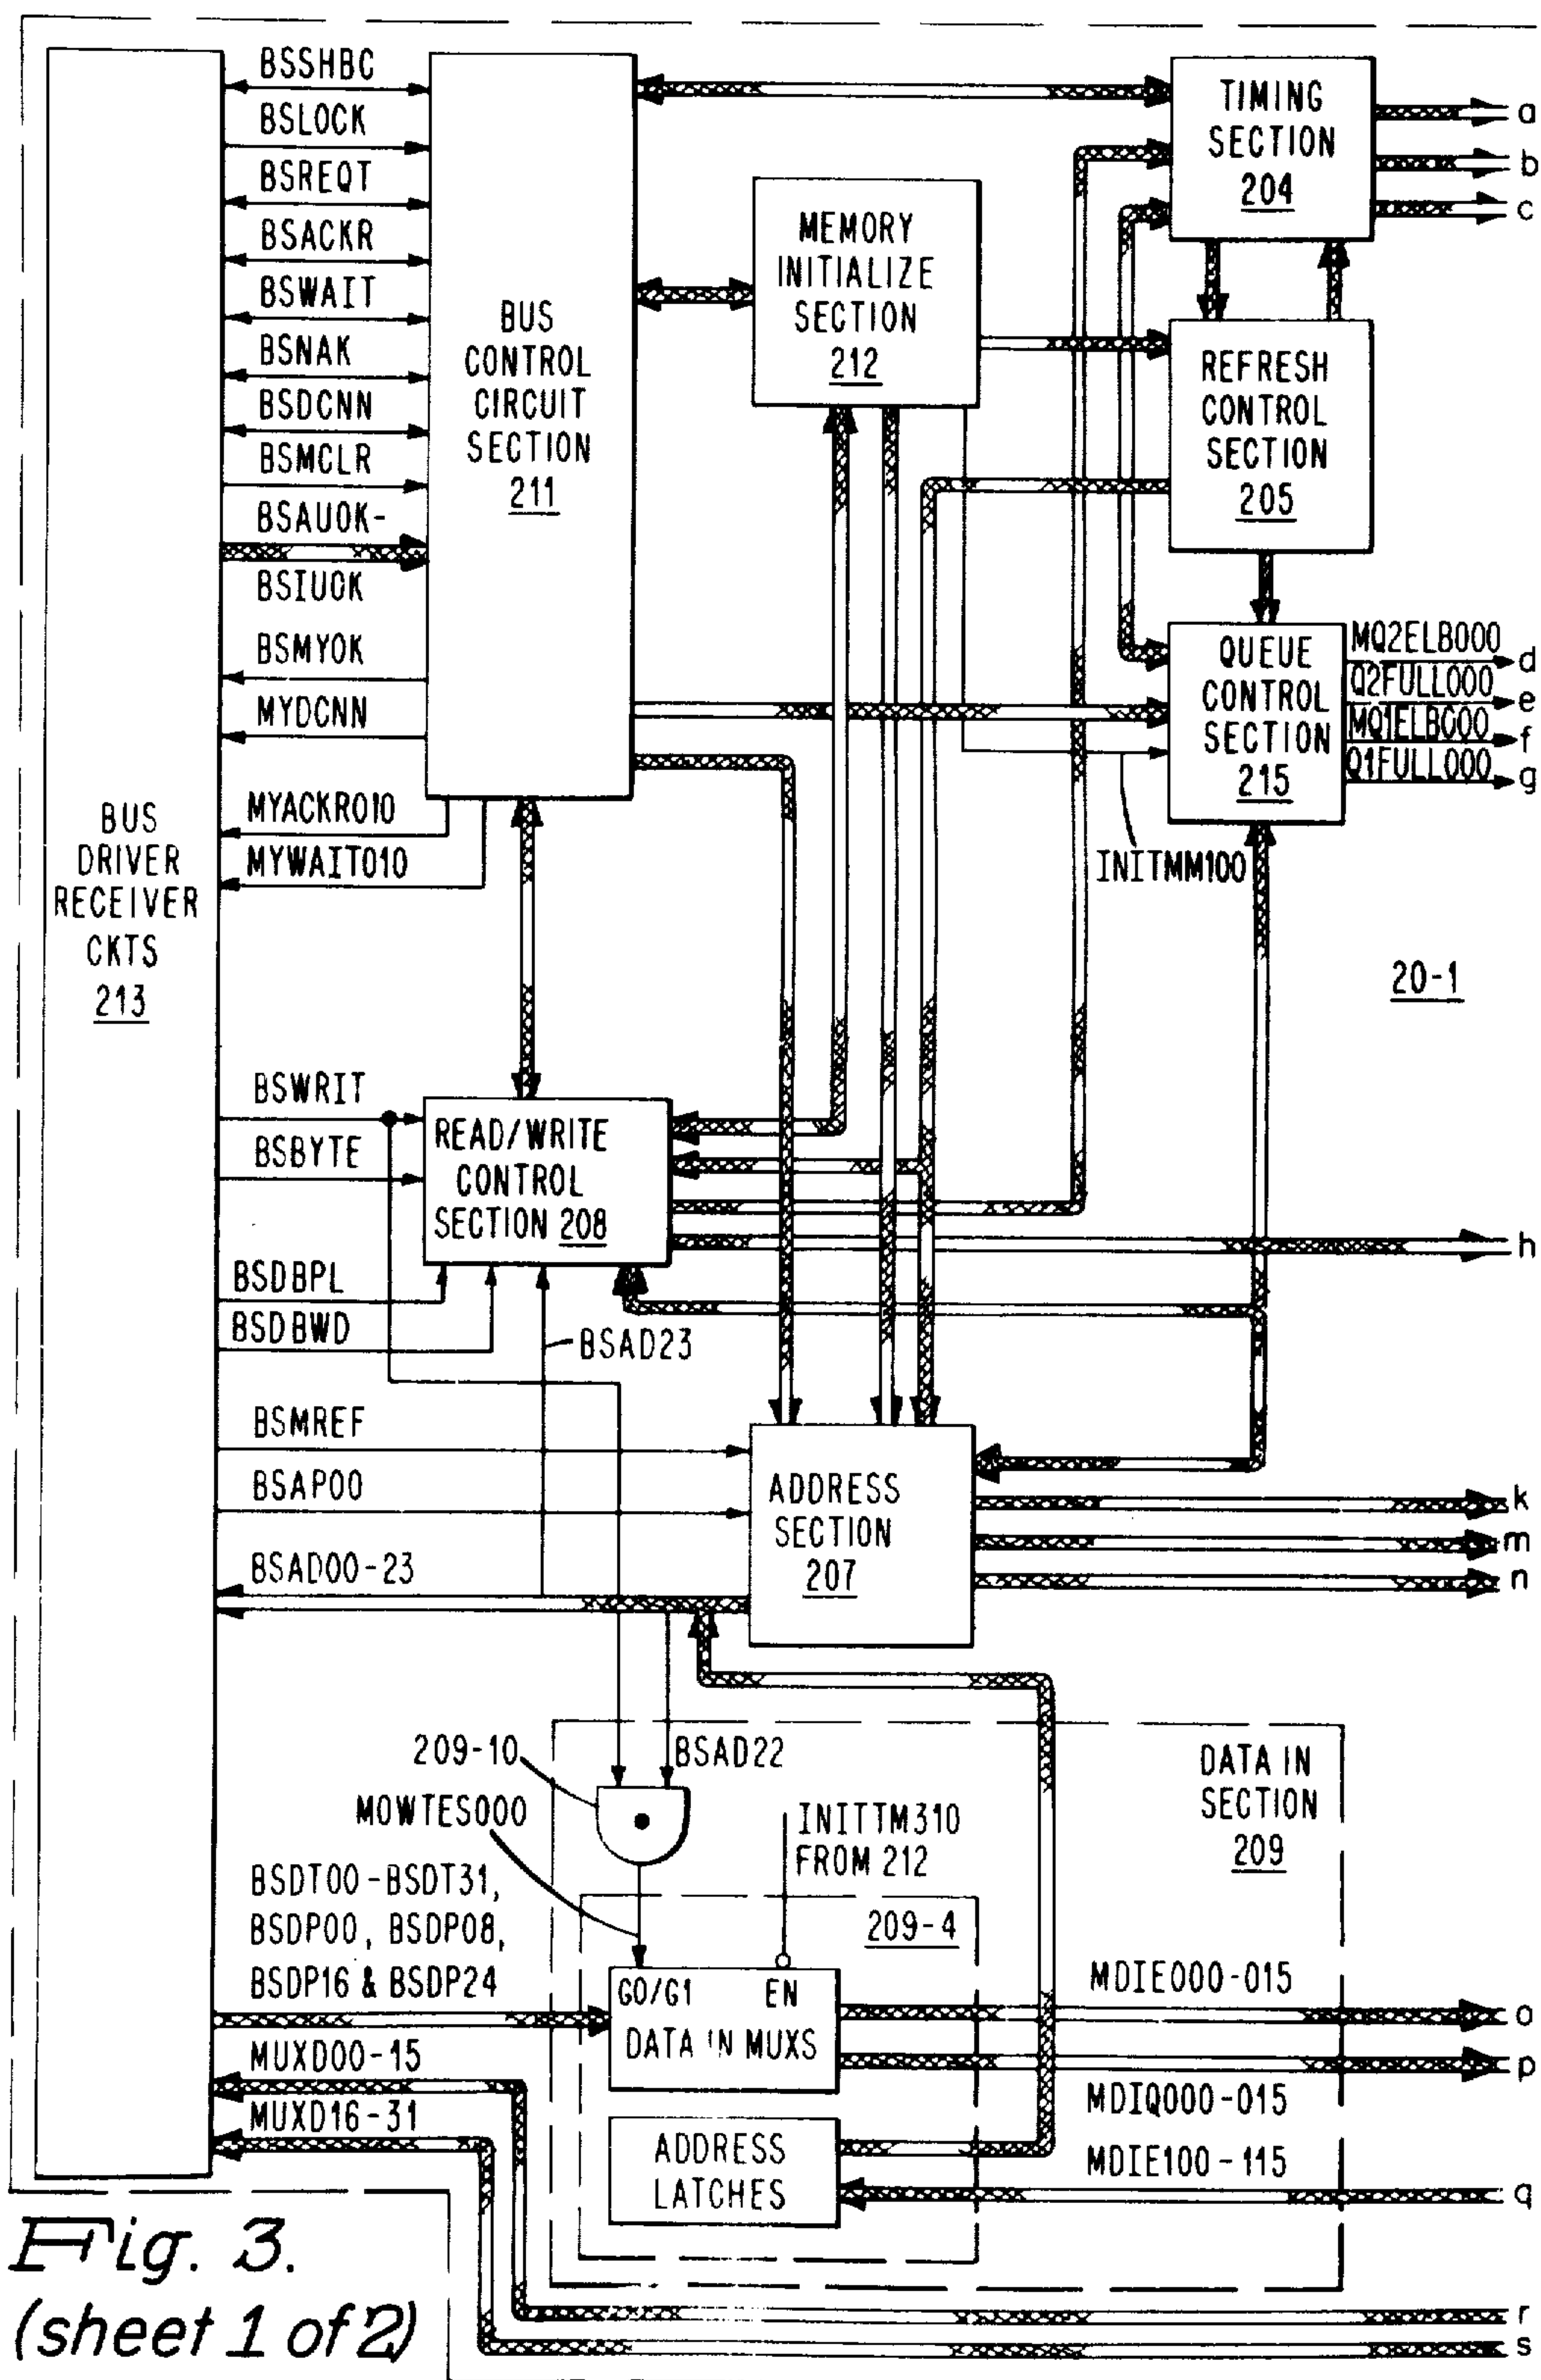 BSSHBC
BSLOCK
BSREQT
BSACKR
BSWAIT
BSNAK
BSDCNN
BSMCLR
BSAUOK-
BSIUOK
BSMYOK
MYDCNN
MYACKR010
MYWAIT010
BUS
DRIVER
RECEIVER
CKTS
213
BUS
CONTROL
CIRCUIT
SECTION
211
MEMORY
INITIALIZE
SECTION
212
TIMING
SECTION
204
a
b
c
REFRESH
CONTROL
SECTION
205
QUEUE
CONTROL
SECTION
215
MQ2ELB000
d
Q2FULL000
e
MQ1ELB000
f
Q1FULL000
g
INITMM100
20-1
BSWRIT
BSBYTE
READ/WRITE
CONTROL
SECTION 208
h
BSDBPL
BSDBWD
BSAD23
BSMREF
BSAP00
BSAD00-23
ADDRESS
SECTION
207
k
m
n
209-10
BSAD22
MOWTES000
INITTM310
FROM 212
DATA IN
SECTION
209
BSDT00-BSDT31,
BSDP00, BSDP08,
BSDP16 & BSDP24
209-4
G0/G1 EN
DATA IN MUXS
MDIE000-015
o
p
MUXD00-15
MUXD16-31
MDIQ000-015
ADDRESS
LATCHES
MDIE100-115
q
r
s
Fig. 3.
(sheet 1 of 2)